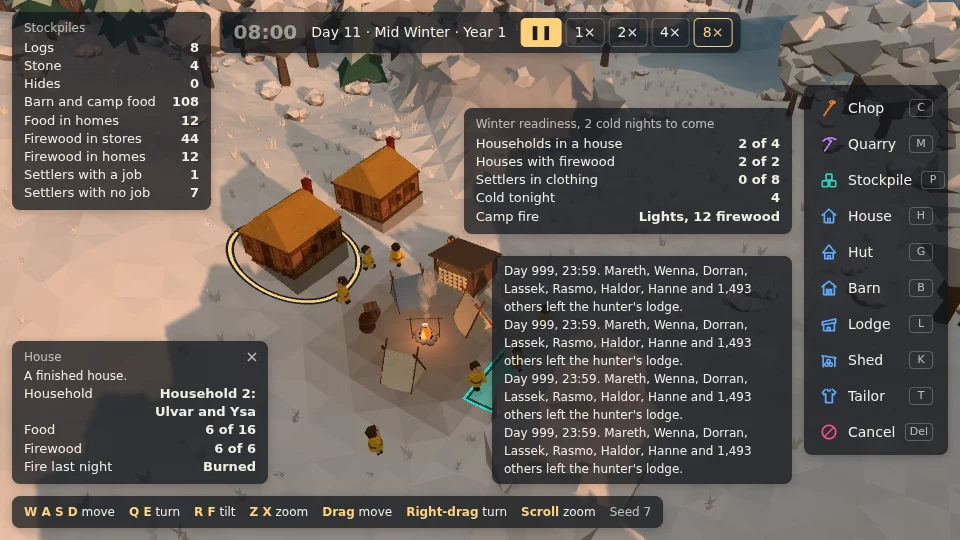 Stockpiles
Logs 8
Stone 4
Hides 0
Barn and camp food 108
Food in homes 12
Firewood in stores 44
Firewood in homes 12
Settlers with a job 1
Settlers with no job 7
08:00 Day 11 · Mid Winter · Year 1 1× 2× 4× 8×
Winter readiness, 2 cold nights to come
Households in a house 2 of 4
Houses with firewood 2 of 2
Settlers in clothing 0 of 8
Cold tonight 4
Camp fire Lights, 12 firewood
Chop C
Quarry M
Stockpile P
House H
Hut G
Barn B
Lodge L
Shed K
Tailor T
Cancel Del
Day 999, 23:59. Mareth, Wenna, Dorran,
Lassek, Rasmo, Haldor, Hanne and 1,493
others left the hunter's lodge.
Day 999, 23:59. Mareth, Wenna, Dorran,
Lassek, Rasmo, Haldor, Hanne and 1,493
others left the hunter's lodge.
Day 999, 23:59. Mareth, Wenna, Dorran,
Lassek, Rasmo, Haldor, Hanne and 1,493
others left the hunter's lodge.
Day 999, 23:59. Mareth, Wenna, Dorran,
Lassek, Rasmo, Haldor, Hanne and 1,493
others left the hunter's lodge.
House ×
A finished house.
Household Household 2:
Ulvar and Ysa
Food 6 of 16
Firewood 6 of 6
Fire last night Burned
W A S D move Q E turn R F tilt Z X zoom Drag move Right-drag turn Scroll zoom Seed 7